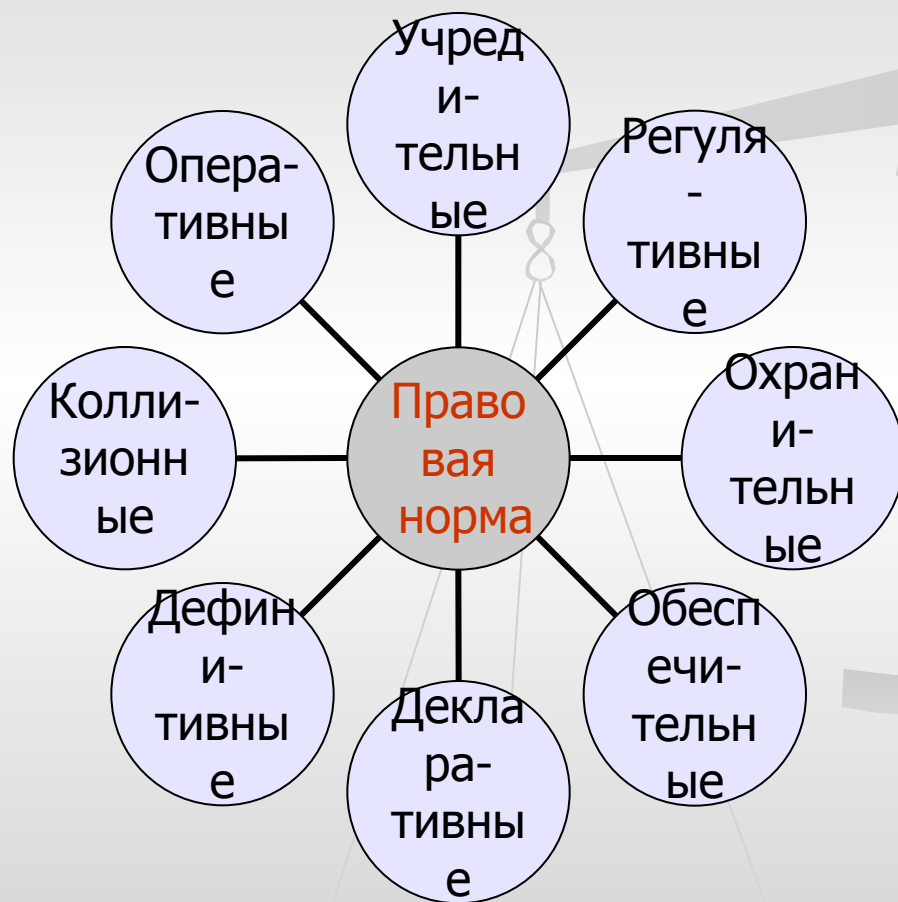 Учред
и-
тельн
ые
Регуля
-
тивны
е
Охран
и-
тельн
ые
Обесп
ечи-
тельн
ые
Декла
ра-
тивны
е
Дефин
и-
тивны
е
Колли-
зионн
ые
Опера-
тивны
е
Право
вая
норма